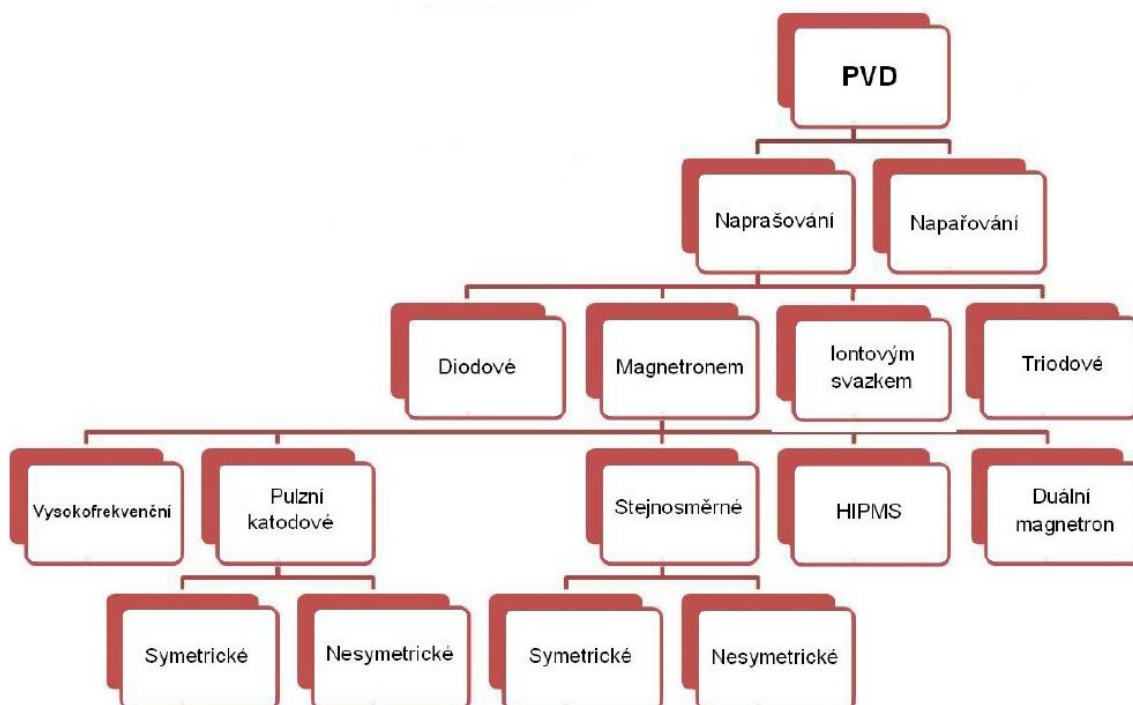 PVD
Naprašování
Napařování
Diodové
Magnetronem
Iontovým
svazkem
Triodové
Vysokofrekvenční
Pulzní
katodové
Stejnosměrné
HIPMS
Duální
magnetron
Symetrické
Nesymetrické
Symetrické
Nesymetrické